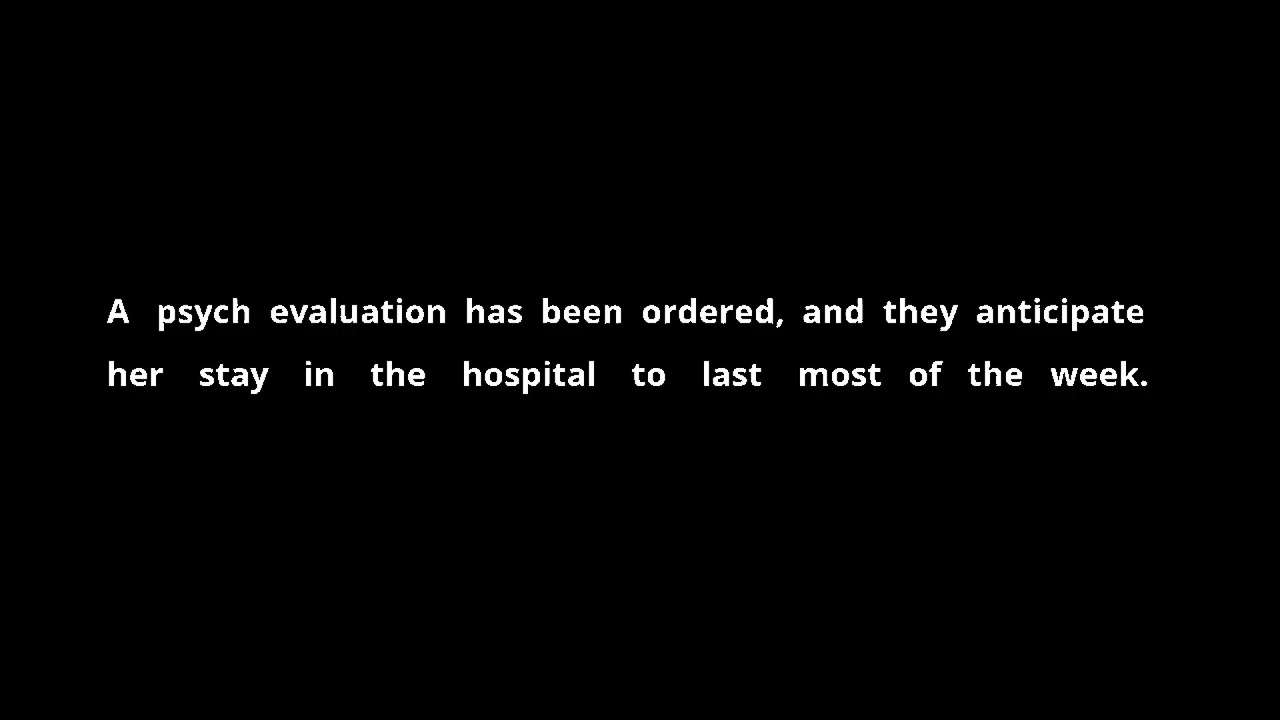 A psych evaluation has been ordered, and they anticipate
her stay in the hospital to last most of the week.